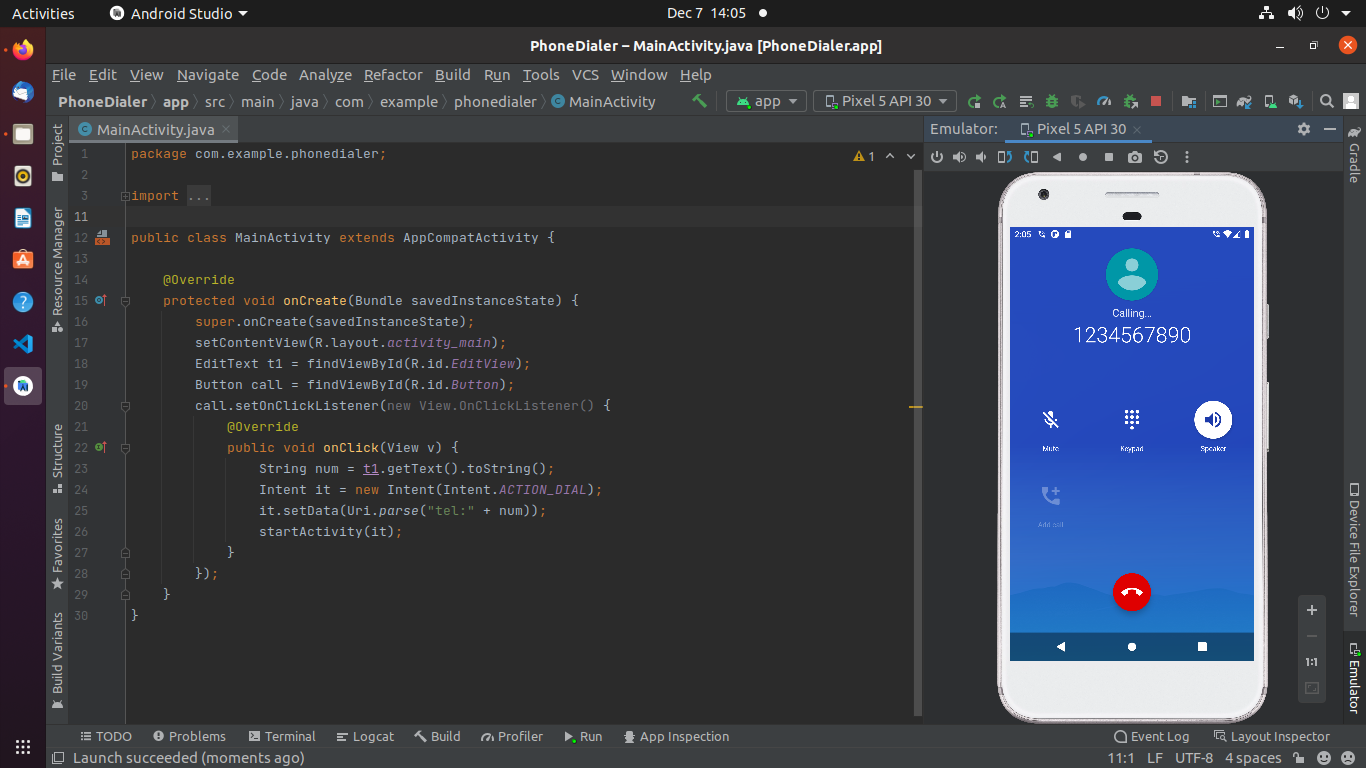 Activities Android Studio Dec 7 14:05
PhoneDialer – MainActivity.java [PhoneDialer.app]
File Edit View Navigate Code Analyze Refactor Build Run Tools VCS Window Help
PhoneDialer app src main java com example phonedialer MainActivity app Pixel 5 API 30
Project
Resource Manager
Structure
Favorites
Build Variants
MainActivity.java
1 package com.example.phonedialer;
2
3 import ...
11
12 public class MainActivity extends AppCompatActivity {
13
14 @Override
15 protected void onCreate(Bundle savedInstanceState) {
16 super.onCreate(savedInstanceState);
17 setContentView(R.layout.activity_main);
18 EditText t1 = findViewById(R.id.EditView);
19 Button call = findViewById(R.id.Button);
20 call.setOnClickListener(new View.OnClickListener() {
21 @Override
22 public void onClick(View v) {
23 String num = t1.getText().toString();
24 Intent it = new Intent(Intent.ACTION_DIAL);
25 it.setData(Uri.parse("tel:" + num));
26 startActivity(it);
27 }
28 });
29 }
30 }
1
Emulator: Pixel 5 API 30
2:05
Calling...
1234567890
Mute Keypad Speaker
Add call
1:1
Gradle
Device File Explorer
Emulator
TODO Problems Terminal Logcat Build Profiler Run App Inspection Event Log Layout Inspector
Launch succeeded (moments ago) 11:1 LF UTF-8 4 spaces